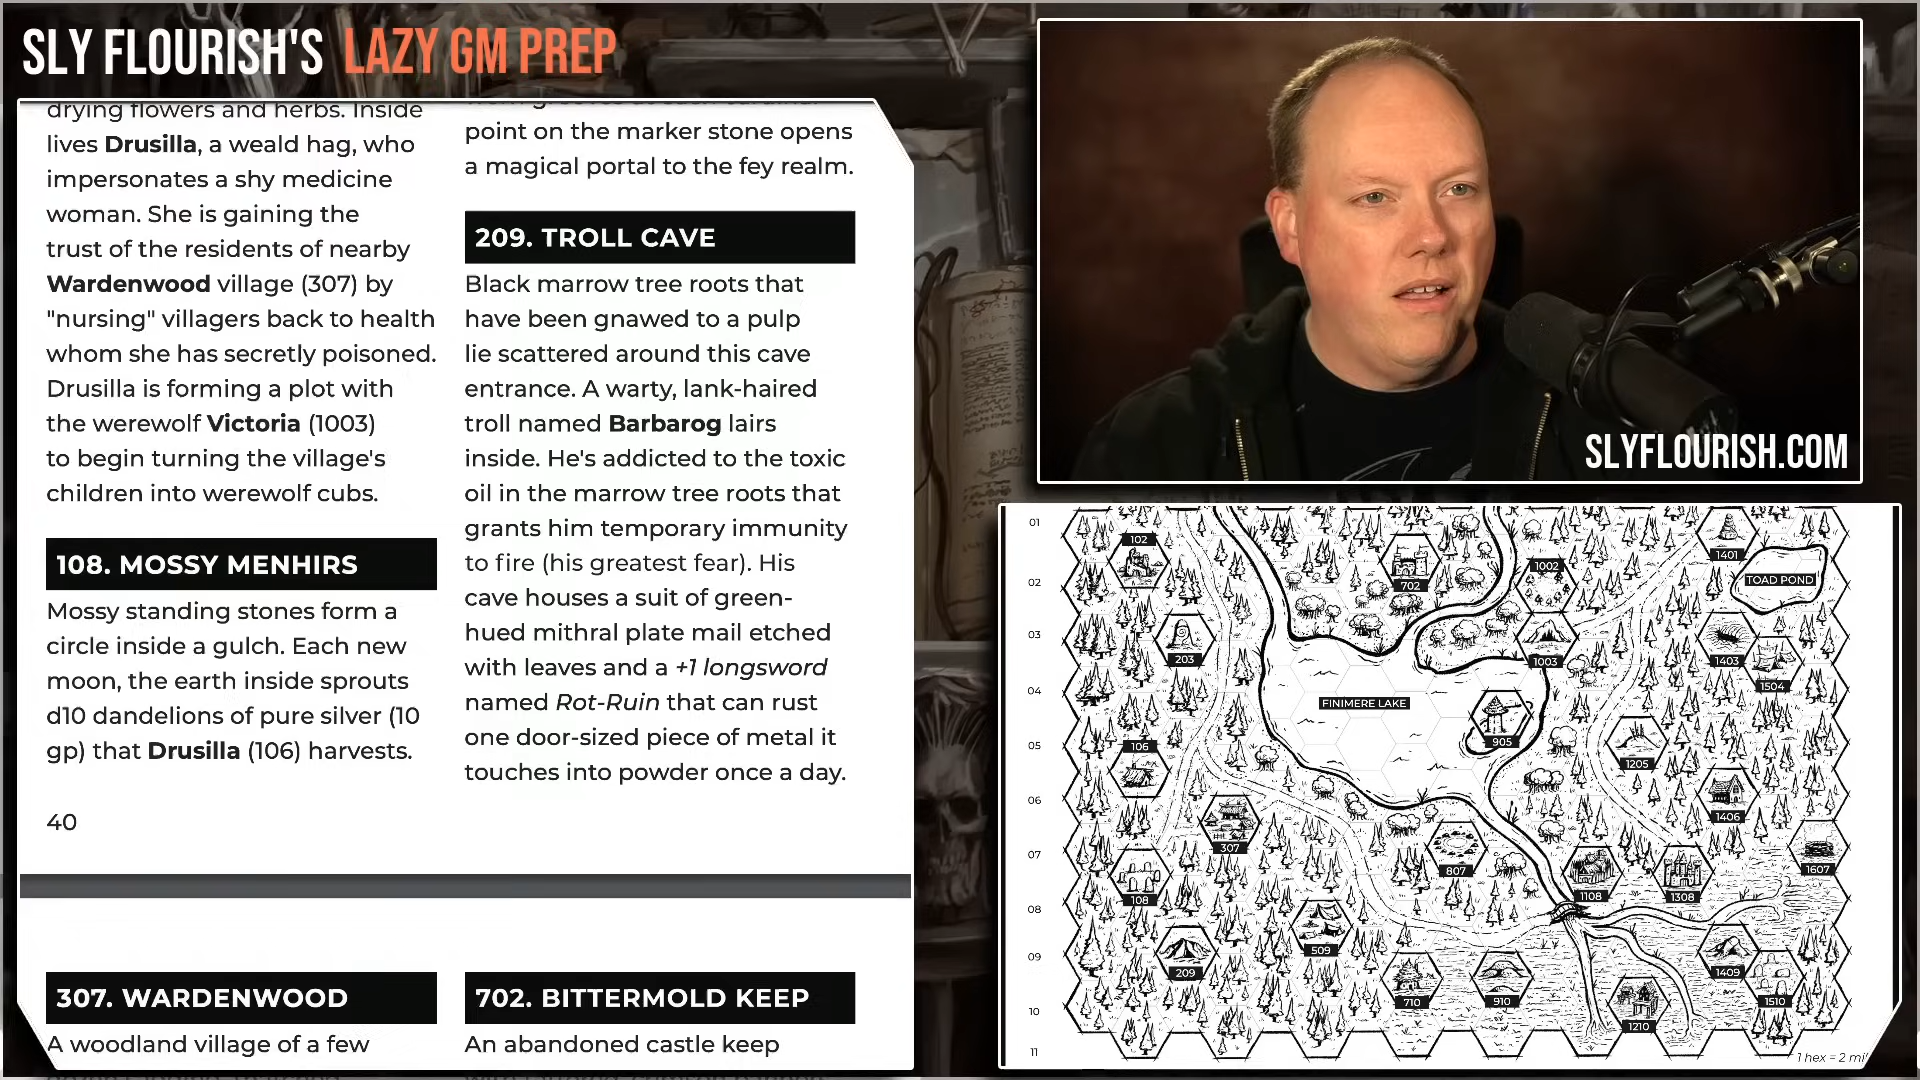 SLY FLOURISH'S LAZY GM PREP
drying flowers and herbs. Inside
lives Drusilla, a weald hag, who
impersonates a shy medicine
woman. She is gaining the
trust of the residents of nearby
Wardenwood village (307) by
"nursing" villagers back to health
whom she has secretly poisoned.
Drusilla is forming a plot with
the werewolf Victoria (1003)
to begin turning the village's
children into werewolf cubs.
108. MOSSY MENHIRS
Mossy standing stones form a
circle inside a gulch. Each new
moon, the earth inside sprouts
d10 dandelions of pure silver (10
gp) that Drusilla (106) harvests.
40
point on the marker stone opens
a magical portal to the fey realm.
209. TROLL CAVE
Black marrow tree roots that
have been gnawed to a pulp
lie scattered around this cave
entrance. A warty, lank-haired
troll named Barbarog lairs
inside. He's addicted to the toxic
oil in the marrow tree roots that
grants him temporary immunity
to fire (his greatest fear). His
cave houses a suit of green-
hued mithral plate mail etched
with leaves and a +1 longsword
named Rot-Ruin that can rust
one door-sized piece of metal it
touches into powder once a day.
307. WARDENWOOD
A woodland village of a few
702. BITTERMOLD KEEP
An abandoned castle keep
SLYFLOURISH.COM
01
102
1401
02
702
1002
TOAD POND
03
203
1003
1403
1504
04
FINIMERE LAKE
905
05
106
1205
06
307
1406
07
807
1607
108
1108
1308
08
509
09
209
710
910
1409
1510
10
1210
11
1 hex = 2 mi